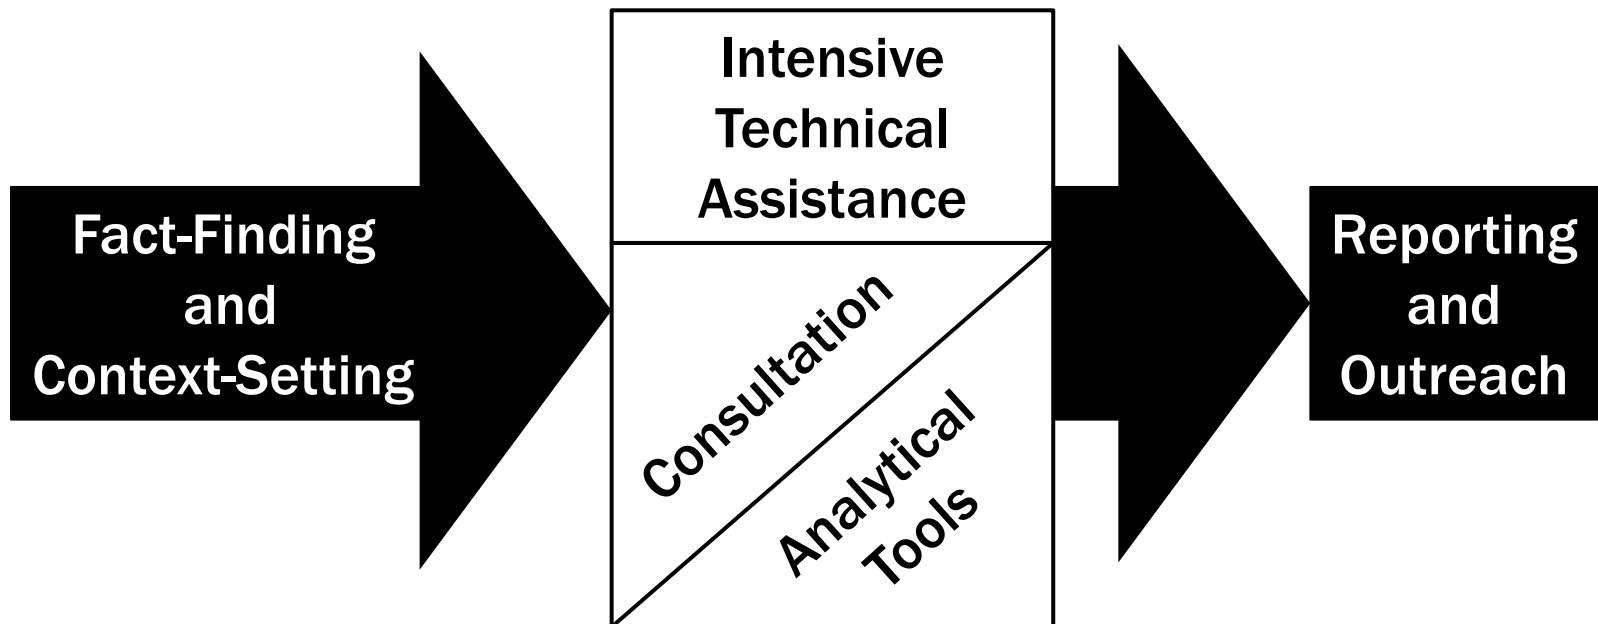 Fact-Finding
and
Context-Setting
Intensive
Technical
Assistance
Consultation
Analytical
Tools
Reporting
and
Outreach